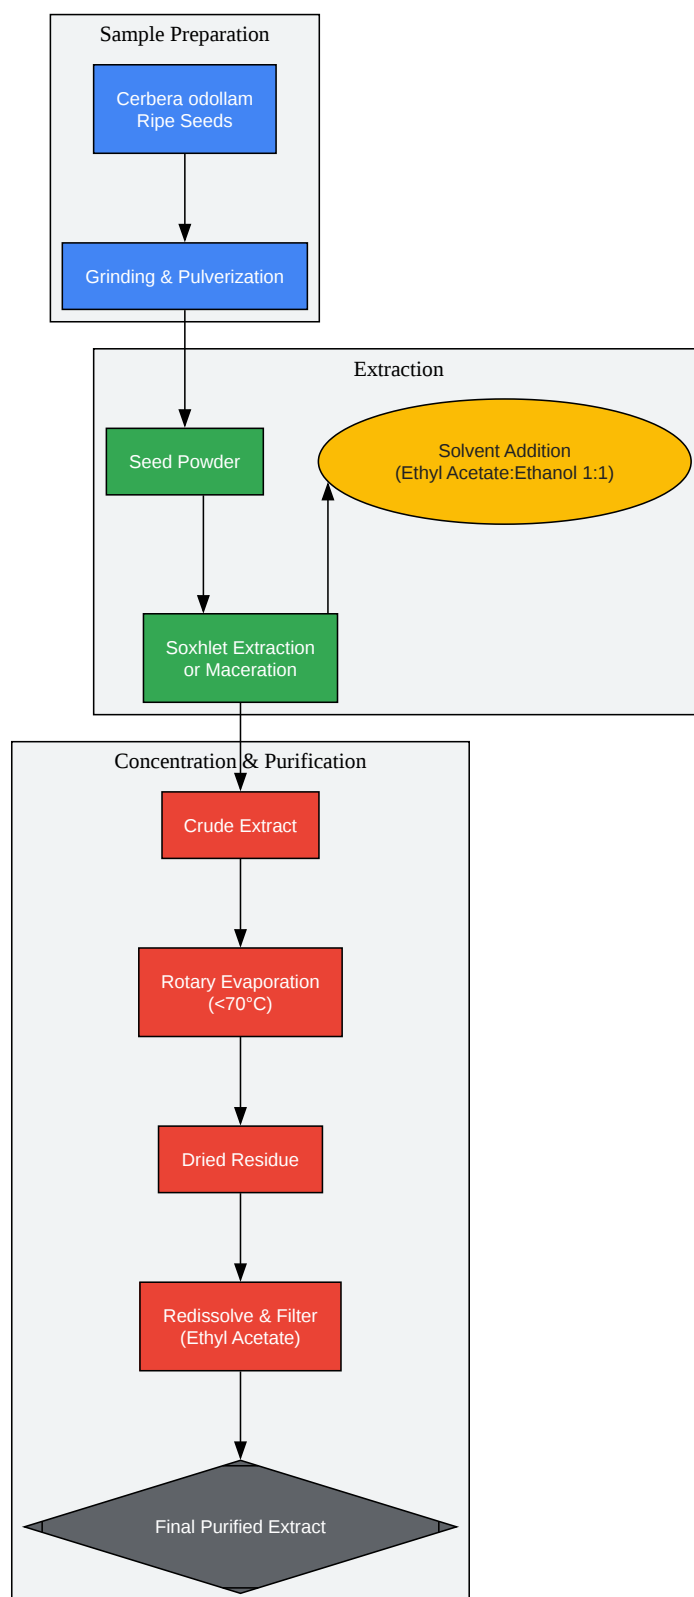 Sample Preparation
Cerbera odollam
Ripe Seeds
Grinding & Pulverization
Extraction
Seed Powder
Solvent Addition
(Ethyl Acetate:Ethanol 1:1)
Soxhlet Extraction
or Maceration
Concentration & Purification
Crude Extract
Rotary Evaporation
(<70°C)
Dried Residue
Redissolve & Filter
(Ethyl Acetate)
Final Purified Extract